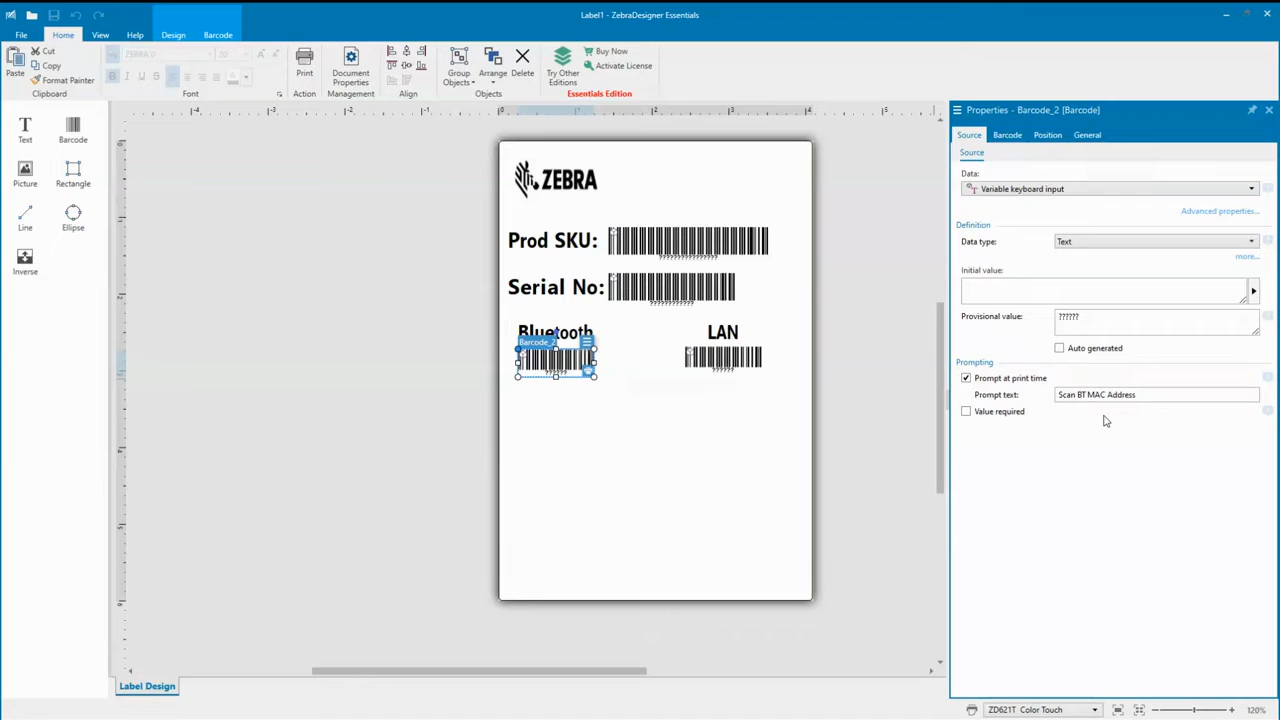 Label1 - ZebraDesigner Essentials
File Home View Help Design Barcode
Paste
Cut
Copy
Format Painter
Clipboard
ZEBRA 0
Font
Print
Action
Document
Properties
Management
Align
Group
Objects
Arrange
Delete
Objects
Try Other
Editions
Buy Now
Activate License
Essentials Edition
Text
Barcode
Picture
Rectangle
Line
Ellipse
Inverse
ZEBRA
Prod SKU:
????????????????
Serial No:
????????????
Bluetooth
LAN
Barcode_2
??????
??????
Label Design
Properties - Barcode_2 [Barcode]
Source Barcode Position General
Source
Data:
Variable keyboard input
Advanced properties...
Definition
Data type: Text
more...
Initial value:
Provisional value: ??????
Auto generated
Prompting
Prompt at print time
Prompt text: Scan BT MAC Address
Value required
ZD621T Color Touch
120%